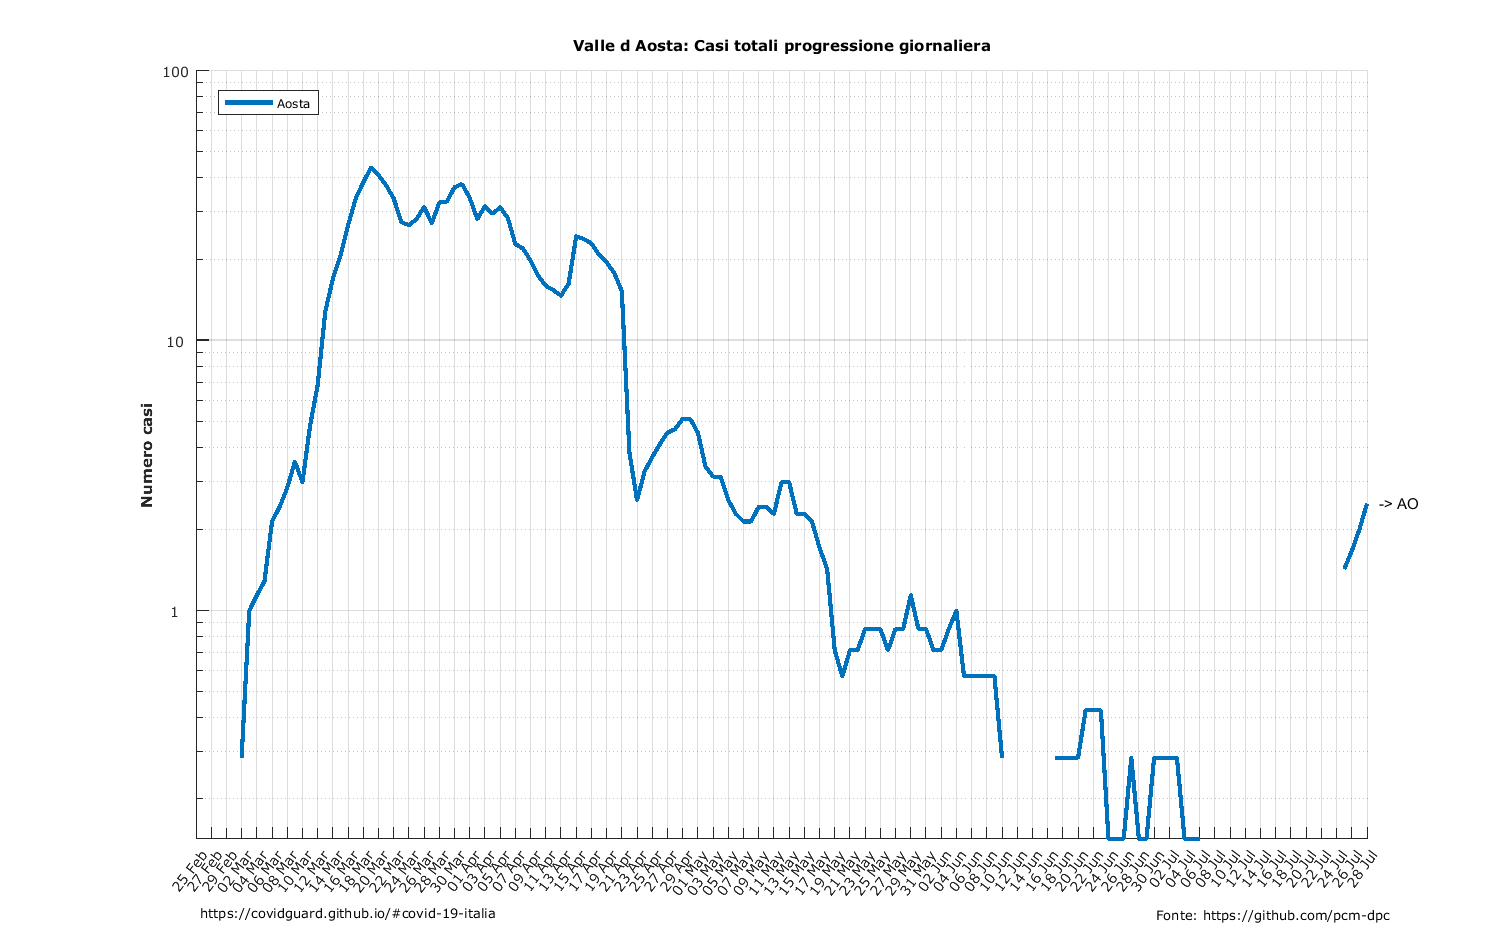 Valle d Aosta: Casi totali progressione giornaliera
Aosta
100
10
1
Numero casi
-> AO
25 Feb
27 Feb
29 Feb
02 Mar
04 Mar
06 Mar
08 Mar
10 Mar
12 Mar
14 Mar
16 Mar
18 Mar
20 Mar
22 Mar
24 Mar
26 Mar
28 Mar
30 Mar
01 Apr
03 Apr
05 Apr
07 Apr
09 Apr
11 Apr
13 Apr
15 Apr
17 Apr
19 Apr
21 Apr
23 Apr
25 Apr
27 Apr
29 Apr
01 May
03 May
05 May
07 May
09 May
11 May
13 May
15 May
17 May
19 May
21 May
23 May
25 May
27 May
29 May
31 May
02 Jun
04 Jun
06 Jun
08 Jun
10 Jun
12 Jun
14 Jun
16 Jun
18 Jun
20 Jun
22 Jun
24 Jun
26 Jun
28 Jun
30 Jun
02 Jul
04 Jul
06 Jul
08 Jul
10 Jul
12 Jul
14 Jul
16 Jul
18 Jul
20 Jul
22 Jul
24 Jul
26 Jul
28 Jul
https://covidguard.github.io/#covid-19-italia
Fonte: https://github.com/pcm-dpc